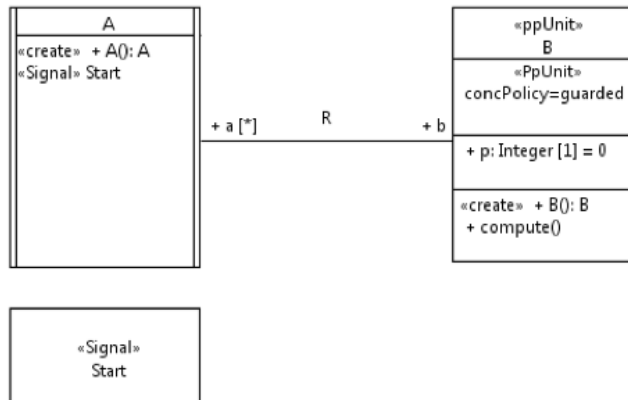 A
«create» + A(): A
«Signal» Start
+ a [*]
R
+ b
«ppUnit»
B
«PpUnit»
concPolicy=guarded
+ p: Integer [1] = 0
«create» + B(): B
+ compute()
«Signal»
Start